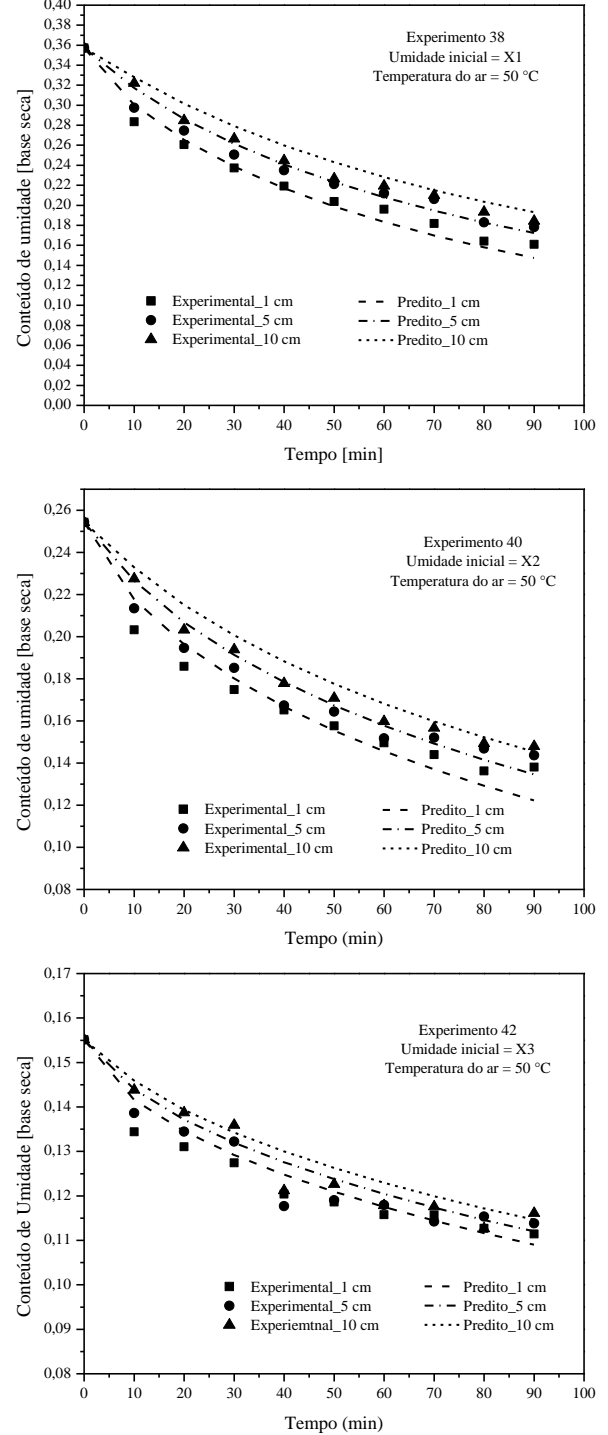 0,40
0,38
0,36
0,34
0,32
0,30
0,28
0,26
0,24
0,22
0,20
0,18
0,16
0,14
0,12
0,10
0,08
0,06
0,04
0,02
0,00
Conteúdo de umidade [base seca]
Experimento 38
Umidade inicial = X1
Temperatura do ar = 50 °C
Experimental_1 cm
Experimental_5 cm
Experimental_10 cm
Predito_1 cm
Predito_5 cm
Predito_10 cm
0 10 20 30 40 50 60 70 80 90 100
Tempo [min]
0,26
0,24
0,22
0,20
0,18
0,16
0,14
0,12
0,10
0,08
Conteúdo de umidade [base seca]
Experimento 40
Umidade inicial = X2
Temperatura do ar = 50 °C
Experimental_1 cm
Experimental_5 cm
Experimental_10 cm
Predito_1 cm
Predito_5 cm
Predito_10 cm
0 10 20 30 40 50 60 70 80 90 100
Tempo (min)
0,17
0,16
0,15
0,14
0,13
0,12
0,11
0,10
0,09
0,08
Conteúdo de Umidade [base seca]
Experimento 42
Umidade inicial = X3
Temperatura do ar = 50 °C
Experimental_1 cm
Experimental_5 cm
Experiemtnal_10 cm
Predito_1 cm
Predito_5 cm
Predito_10 cm
0 10 20 30 40 50 60 70 80 90 100
Tempo (min)